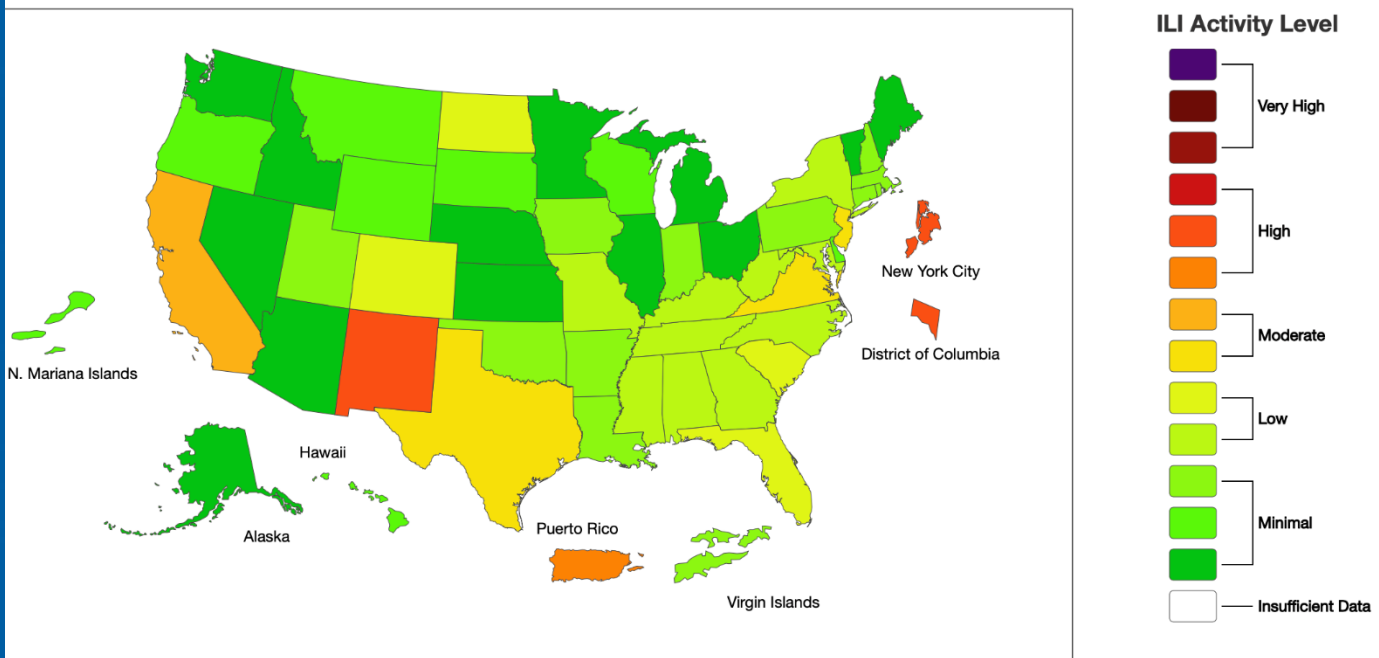 ILI Activity Level
Very High
High
New York City
Moderate
District of Columbia
N. Mariana Islands
Low
Hawaii
Minimal
Puerto Rico
Alaska
Virgin Islands
Insufficient Data